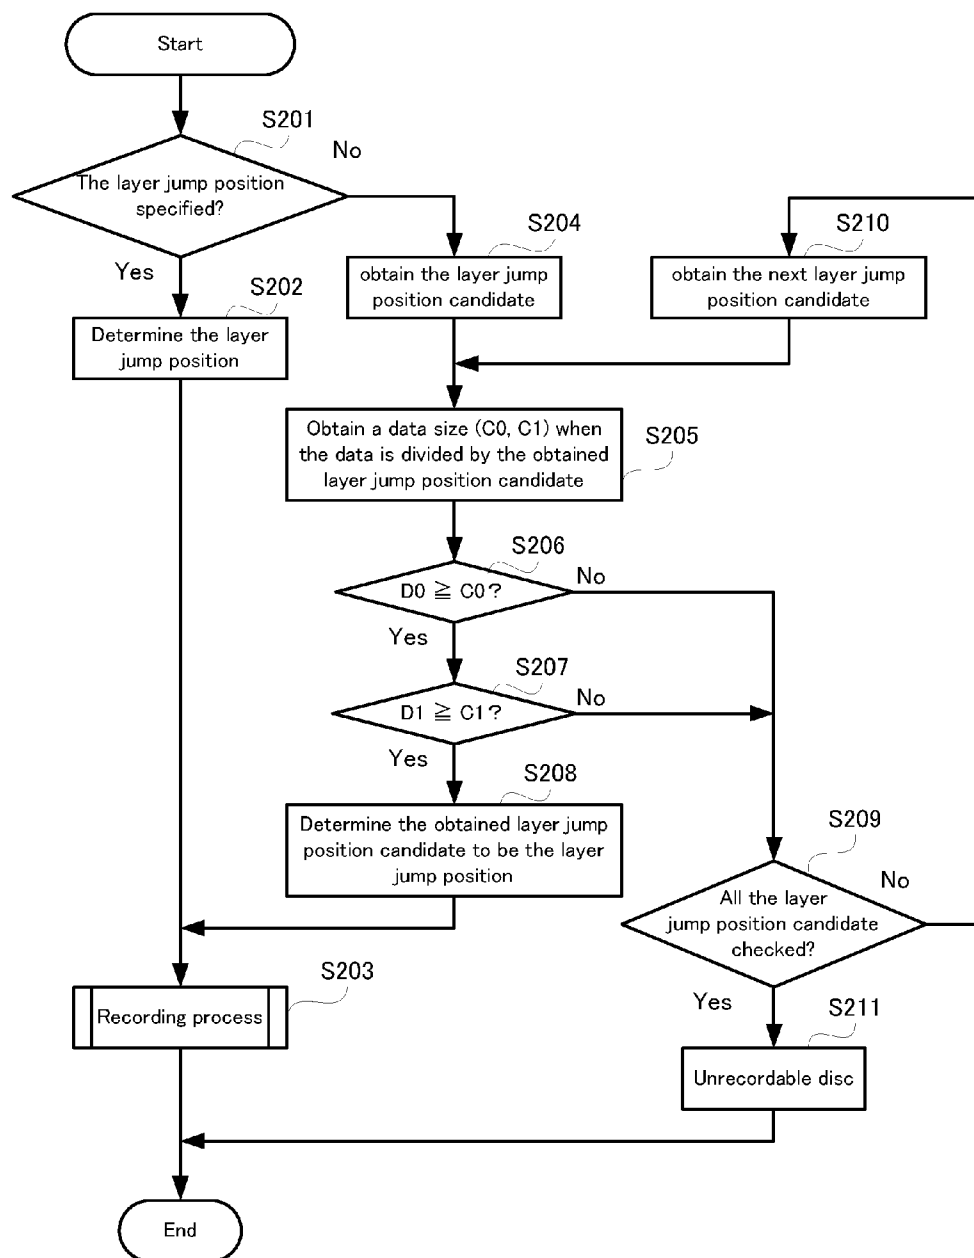 Start
S201
No
The layer jump position
specified?
Yes
S204
obtain the layer jump
position candidate
S210
obtain the next layer jump
position candidate
S202
Determine the layer
jump position
Obtain a data size (C0, C1) when
the data is divided by the obtained
layer jump position candidate
S205
S206
D0 ≧ C0?
No
Yes
S207
D1 ≧ C1?
No
Yes
S208
Determine the obtained layer jump
position candidate to be the layer
jump position
S209
All the layer
jump position candidate
checked?
No
Yes
S203
Recording process
S211
Unrecordable disc
End